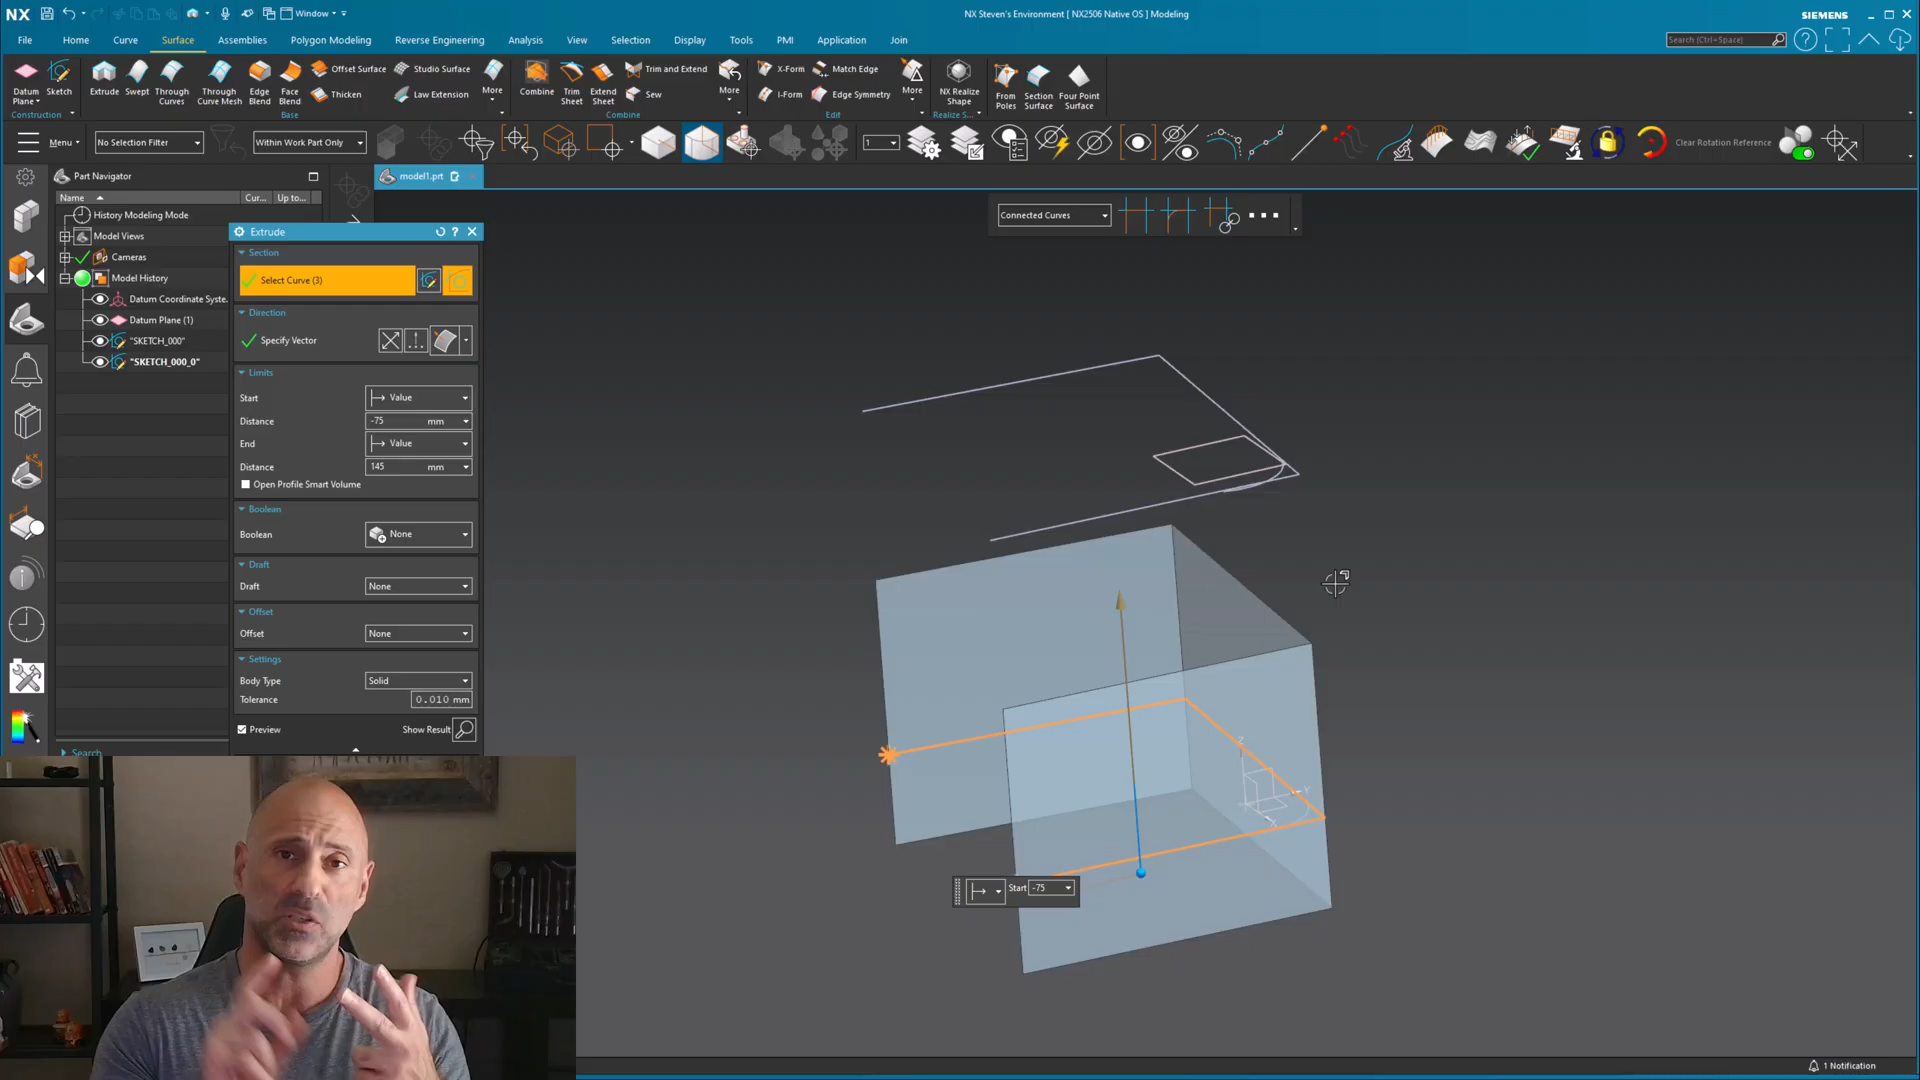 NX
Window
NX Steven's Environment [ NX2506 Native OS ] Modeling
SIEMENS
File Home Curve Surface Assemblies Polygon Modeling Reverse Engineering Analysis View Selection Display Tools PMI Application Join
Search (Ctrl+Space)
Datum Plane
Sketch
Extrude
Swept
Through Curves
Through Curve Mesh
Edge Blend
Face Blend
Offset Surface
Thicken
Studio Surface
Law Extension
More
Combine
Trim Sheet
Extend Sheet
Trim and Extend
Sew
More
X-Form
I-Form
Match Edge
Edge Symmetry
More
NX Realize Shape
From Poles
Section Surface
Four Point Surface
Construction
Base
Combine
Edit
Realize S...
Menu
No Selection Filter
Within Work Part Only
1
Clear Rotation Reference
Part Navigator
model1.prt
Name Cur... Up to...
History Modeling Mode
Model Views
Cameras
Model History
Datum Coordinate Syste.
Datum Plane (1)
"SKETCH_000"
"SKETCH_000_0"
Search
Connected Curves
Extrude
Section
Select Curve (3)
Direction
Specify Vector
Limits
Start Value
Distance -75 mm
End Value
Distance 145 mm
Open Profile Smart Volume
Boolean
Boolean None
Draft
Draft None
Offset
Offset None
Settings
Body Type Solid
Tolerance 0.010 mm
Preview Show Result
Z
Y
X
Start -75
1 Notification